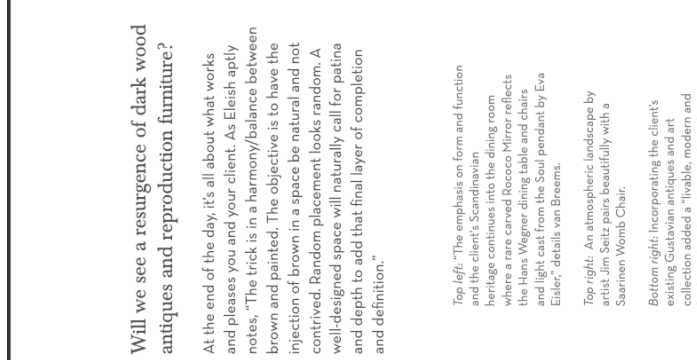 Will we see a resurgence of dark wood
antiques and reproduction furniture?
At the end of the day, it's all about what works
and pleases you and your client. As Eleish aptly
notes, "The trick is in a harmony/balance between
brown and painted. The objective is to have the
injection of brown in a space be natural and not
contrived. Random placement looks random. A
well-designed space will naturally call for patina
and depth to add that final layer of completion
and definition."
Top left: "The emphasis on form and function
and the client's Scandinavian
heritage continues into the dining room
where a rare carved Rococo Mirror reflects
the Hans Wegner dining table and chairs
and light cast from the Soul pendant by Eva
Eisler," details van Breems.
Top right: An atmospheric landscape by
artist Jim Seitz pairs beautifully with a
Saarinen Womb Chair.
Bottom right: Incorporating the client's
existing Gustavian antiques and art
collection added a "livable, modern and